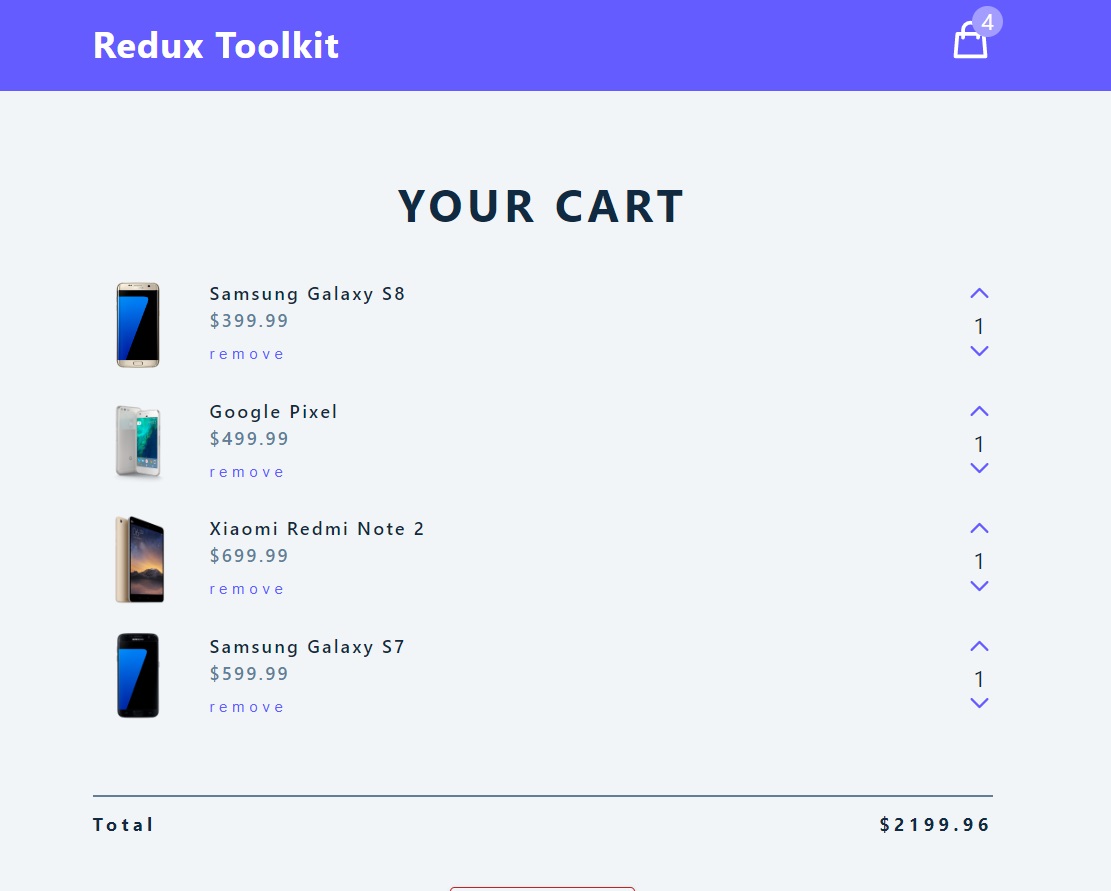 Redux Toolkit
4
YOUR CART
Samsung Galaxy S8
$399.99
remove
1
Google Pixel
$499.99
remove
1
Xiaomi Redmi Note 2
$699.99
remove
1
Samsung Galaxy S7
$599.99
remove
1
Total $2199.96